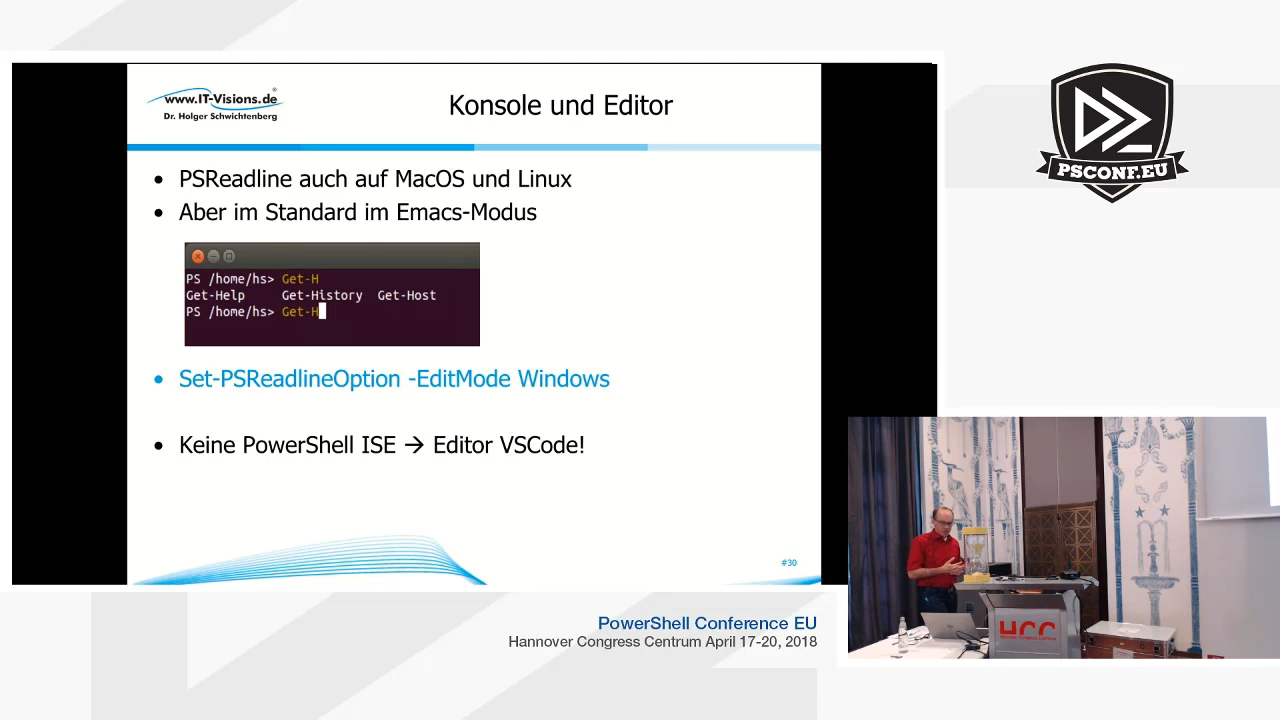 www.IT-Visions.de
Dr. Holger Schwichtenberg
Konsole und Editor
• PSReadline auch auf MacOS und Linux
• Aber im Standard im Emacs-Modus
PS /home/hs> Get-H
Get-Help Get-History Get-Host
PS /home/hs> Get-H
• Set-PSReadlineOption -EditMode Windows
• Keine PowerShell ISE → Editor VSCode!
#30
PSCONF.EU
HCC
PowerShell Conference EU
Hannover Congress Centrum April 17-20, 2018